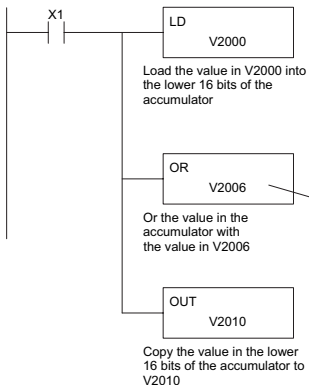 X1
LD
V2000
Load the value in V2000 into
the lower 16 bits of the
accumulator
OR
V2006
Or the value in the
accumulator with
the value in V2006
OUT
V2010
Copy the value in the lower
16 bits of the accumulator to
V2010